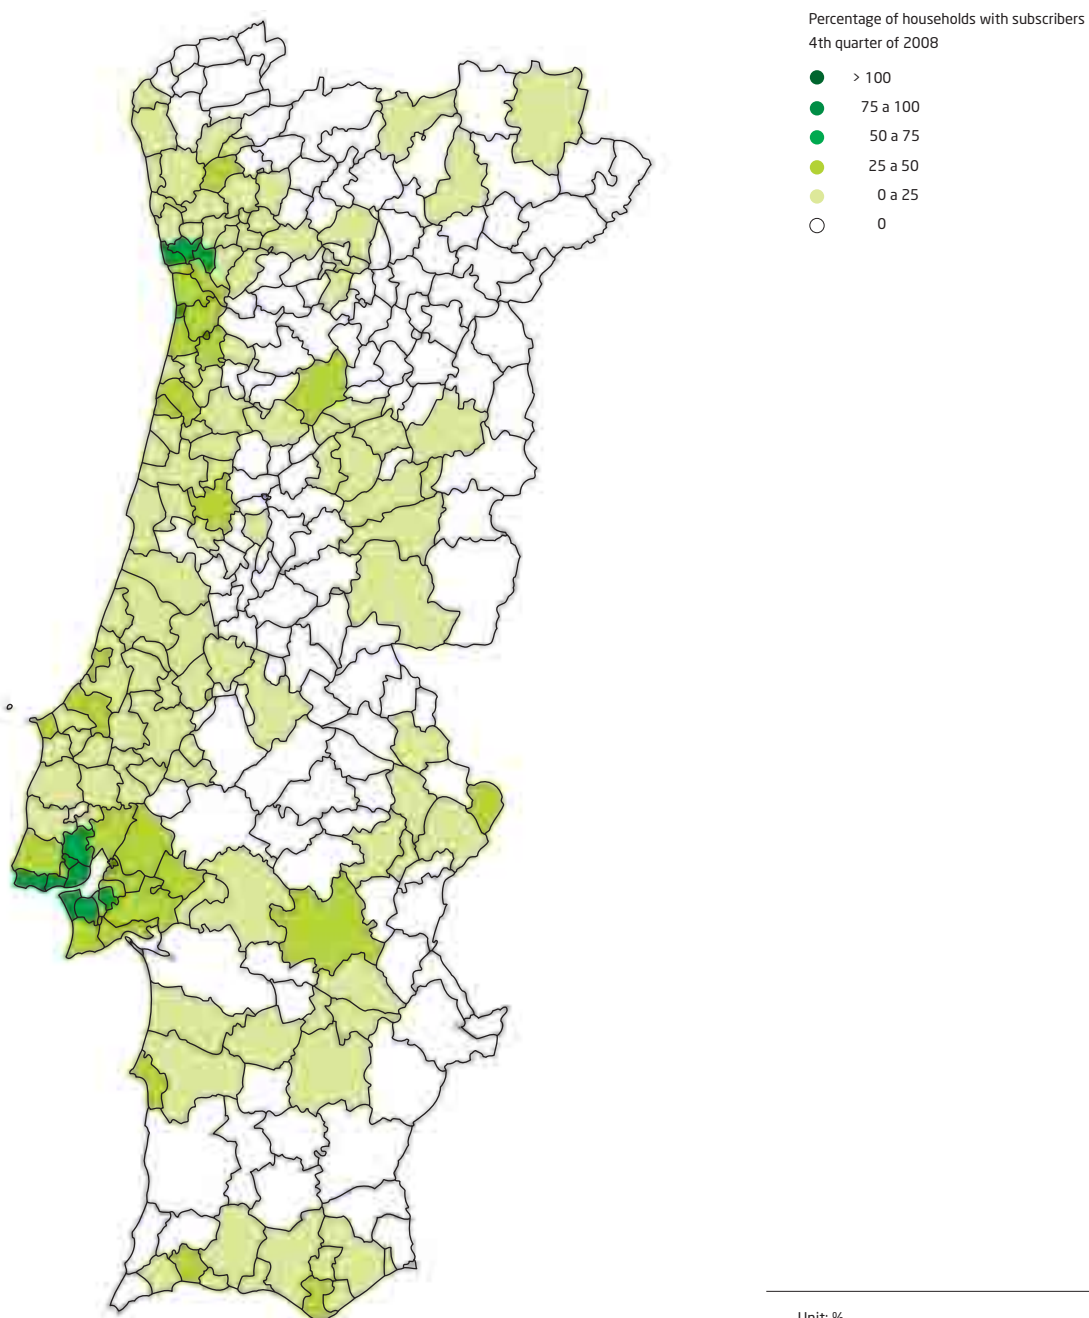 Percentage of households with subscribers
4th quarter of 2008
> 100
75 a 100
50 a 75
25 a 50
0 a 25
0
Unit: %